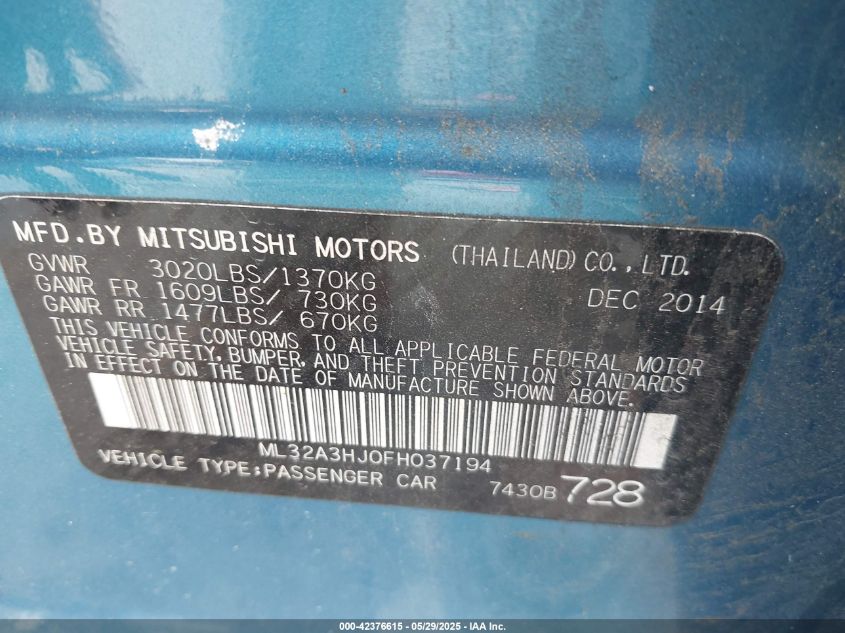 MFD.BY MITSUBISHI MOTORS (THAILAND) CO.,LTD.
GVWR 3020LBS/1370KG DEC 2014
GAWR FR 1609LBS/ 730KG
GAWR RR 1477LBS/ 670KG
THIS VEHICLE CONFORMS TO ALL APPLICABLE FEDERAL MOTOR
VEHICLE SAFETY, BUMPER, AND THEFT PREVENTION STANDARDS
IN EFFECT ON THE DATE OF MANUFACTURE SHOWN ABOVE.
ML32A3HJ0FH037194
VEHICLE TYPE:PASSENGER CAR 7430B 728
000-42376615 - 05/29/2025 - IAA Inc.